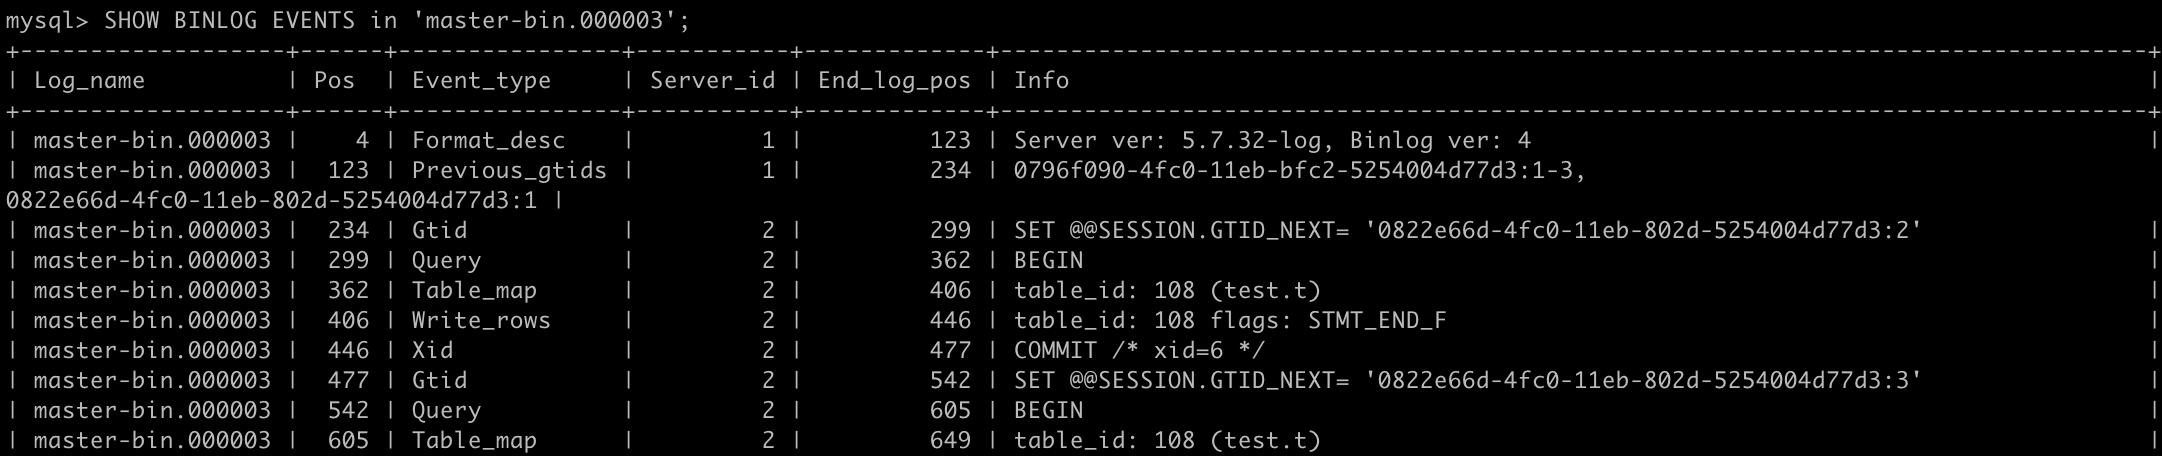 mysql> SHOW BINLOG EVENTS in 'master-bin.000003';
+-------------------+------+----------------+-----------+-------------+----------------------------------------------------------------------------------+
| Log_name          | Pos  | Event_type     | Server_id | End_log_pos | Info                                                                             |
+-------------------+------+----------------+-----------+-------------+----------------------------------------------------------------------------------+
| master-bin.000003 |    4 | Format_desc    |         1 |         123 | Server ver: 5.7.32-log, Binlog ver: 4                                            |
| master-bin.000003 |  123 | Previous_gtids |         1 |         234 | 0796f090-4fc0-11eb-bfc2-5254004d77d3:1-3,
0822e66d-4fc0-11eb-802d-5254004d77d3:1 |
| master-bin.000003 |  234 | Gtid           |         2 |         299 | SET @@SESSION.GTID_NEXT= '0822e66d-4fc0-11eb-802d-5254004d77d3:2'                |
| master-bin.000003 |  299 | Query          |         2 |         362 | BEGIN                                                                            |
| master-bin.000003 |  362 | Table_map      |         2 |         406 | table_id: 108 (test.t)                                                           |
| master-bin.000003 |  406 | Write_rows     |         2 |         446 | table_id: 108 flags: STMT_END_F                                                  |
| master-bin.000003 |  446 | Xid            |         2 |         477 | COMMIT /* xid=6 */                                                               |
| master-bin.000003 |  477 | Gtid           |         2 |         542 | SET @@SESSION.GTID_NEXT= '0822e66d-4fc0-11eb-802d-5254004d77d3:3'                |
| master-bin.000003 |  542 | Query          |         2 |         605 | BEGIN                                                                            |
| master-bin.000003 |  605 | Table_map      |         2 |         649 | table_id: 108 (test.t)                                                           |